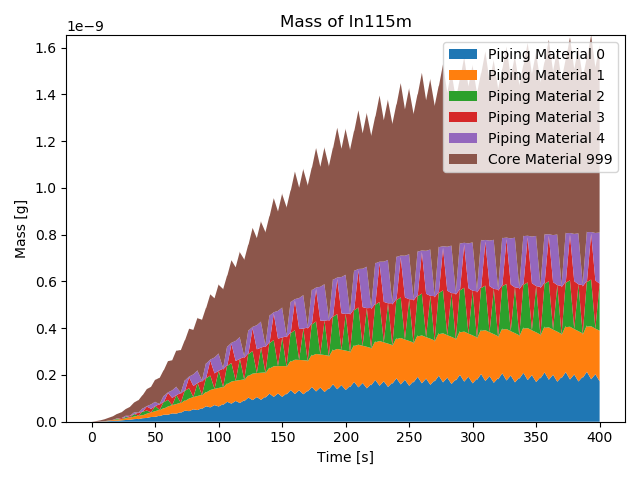 Mass of In115m
1e−9
Mass [g]
1.6
1.4
1.2
1.0
0.8
0.6
0.4
0.2
0.0
Piping Material 0
Piping Material 1
Piping Material 2
Piping Material 3
Piping Material 4
Core Material 999
0 50 100 150 200 250 300 350 400
Time [s]